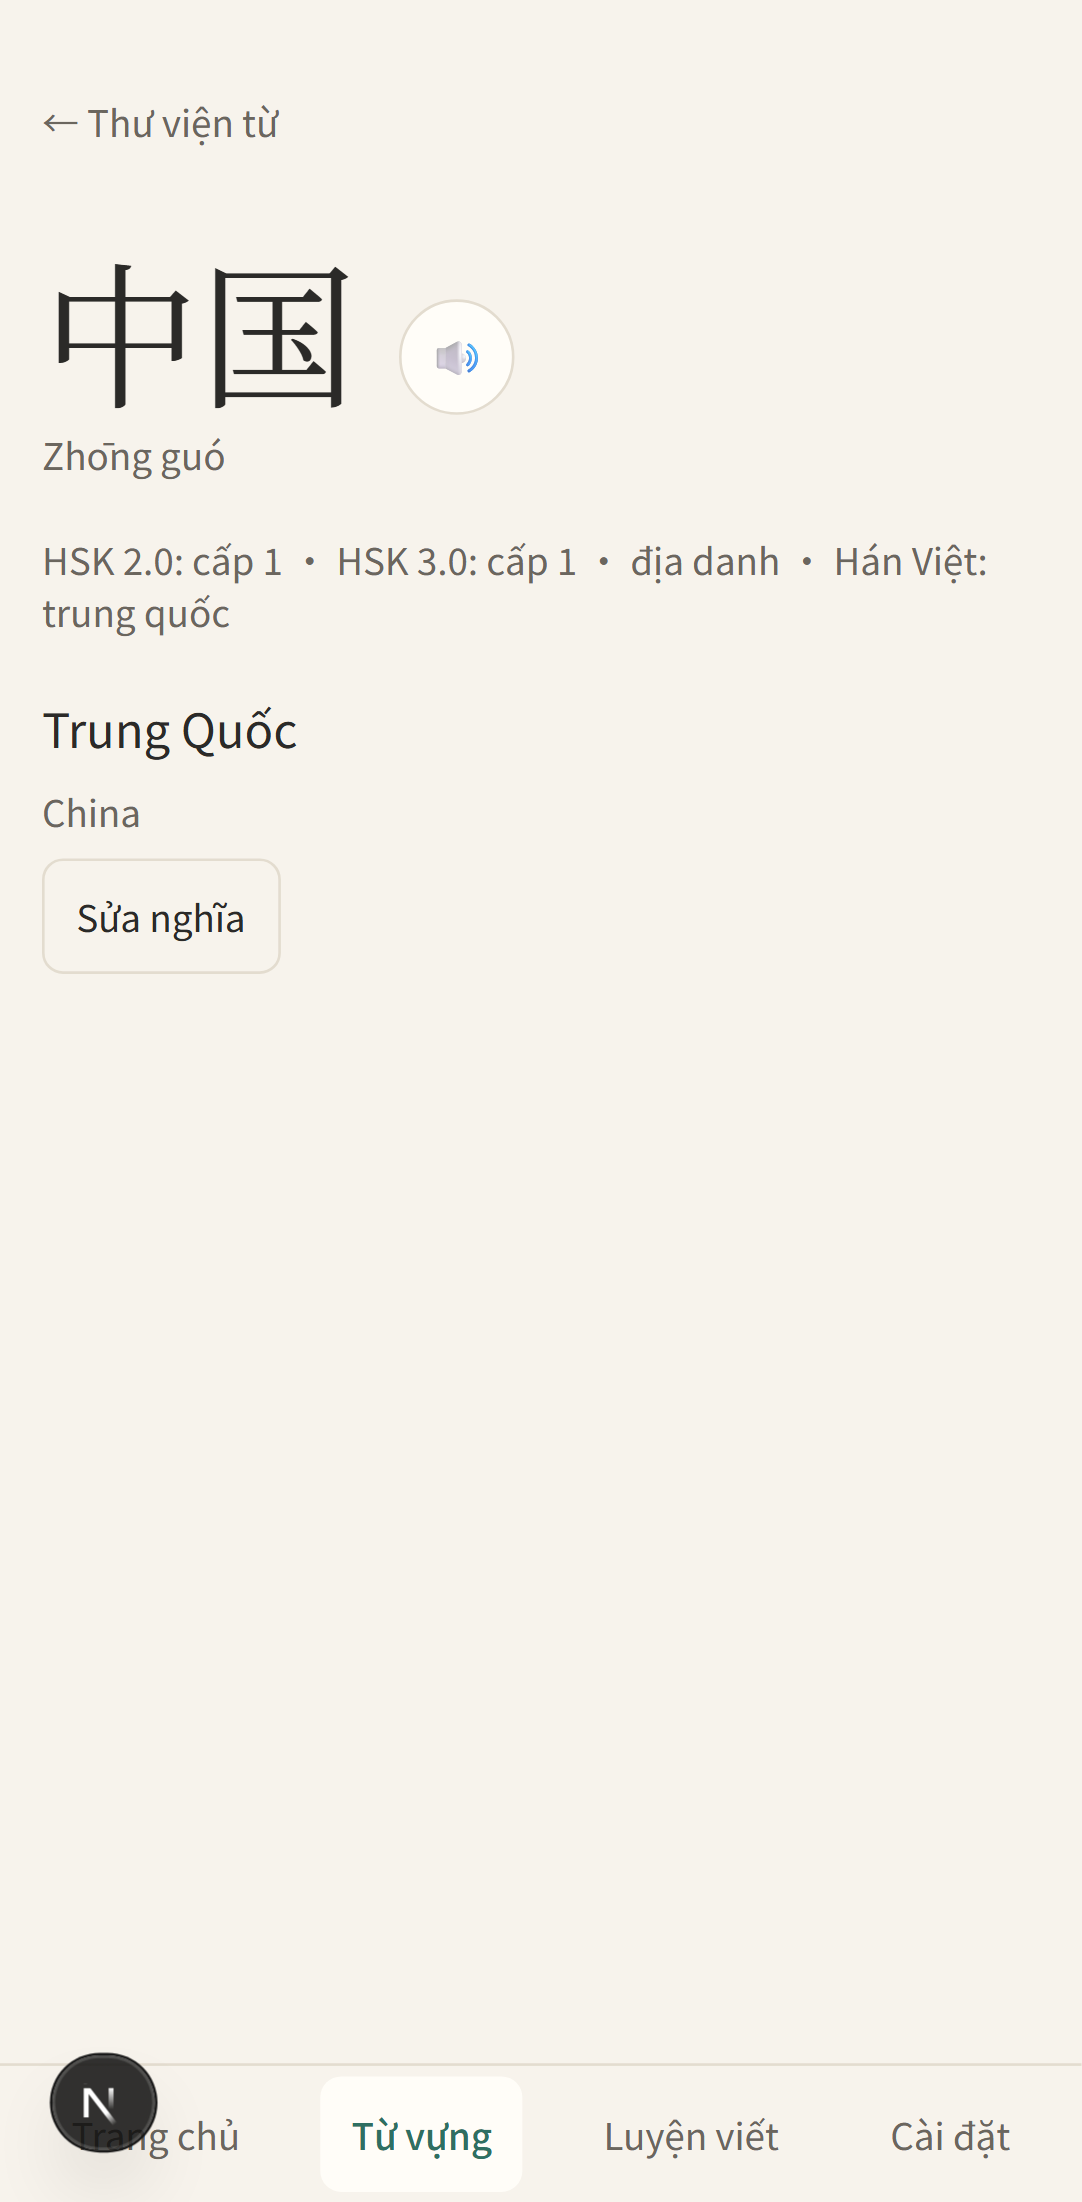 ← Thư viện từ
中国
Zhōng guó
HSK 2.0: cấp 1 • HSK 3.0: cấp 1 • địa danh • Hán Việt:
trung quốc
Trung Quốc
China
Sửa nghĩa
N
Trang chủ Từ vựng Luyện viết Cài đặt